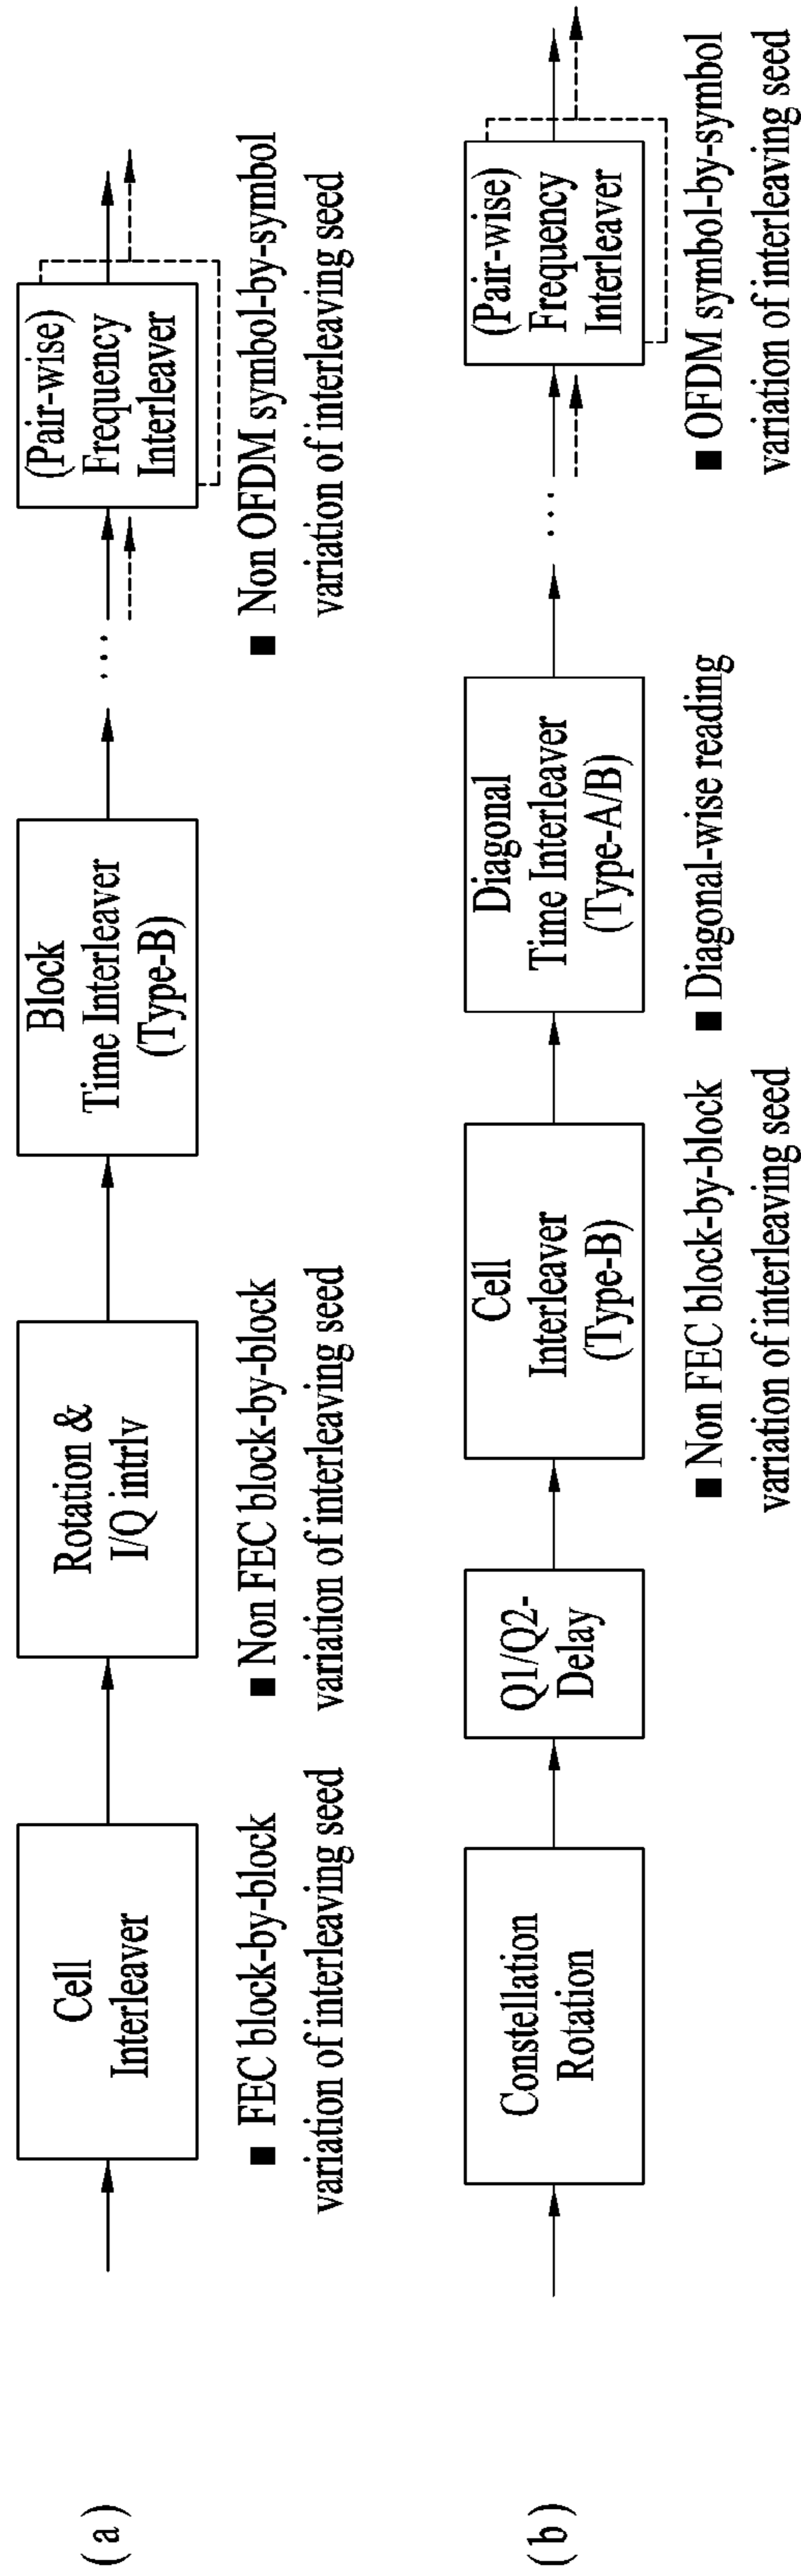 (a)
Cell
Interleaver
■ FEC block-by-block
variation of interleaving seed
Rotation &
I/Q intrlv
■ Non FEC block-by-block
variation of interleaving seed
Block
Time Interleaver
(Type-B)
...
(Pair-wise)
Frequency
Interleaver
■ Non OFDM symbol-by-symbol
variation of interleaving seed
(b)
Constellation
Rotation
Q1/Q2-
Delay
Cell
Interleaver
(Type-B)
■ Non FEC block-by-block
variation of interleaving seed
Diagonal
Time Interleaver
(Type-A/B)
■ Diagonal-wise reading
...
(Pair-wise)
Frequency
Interleaver
■ OFDM symbol-by-symbol
variation of interleaving seed